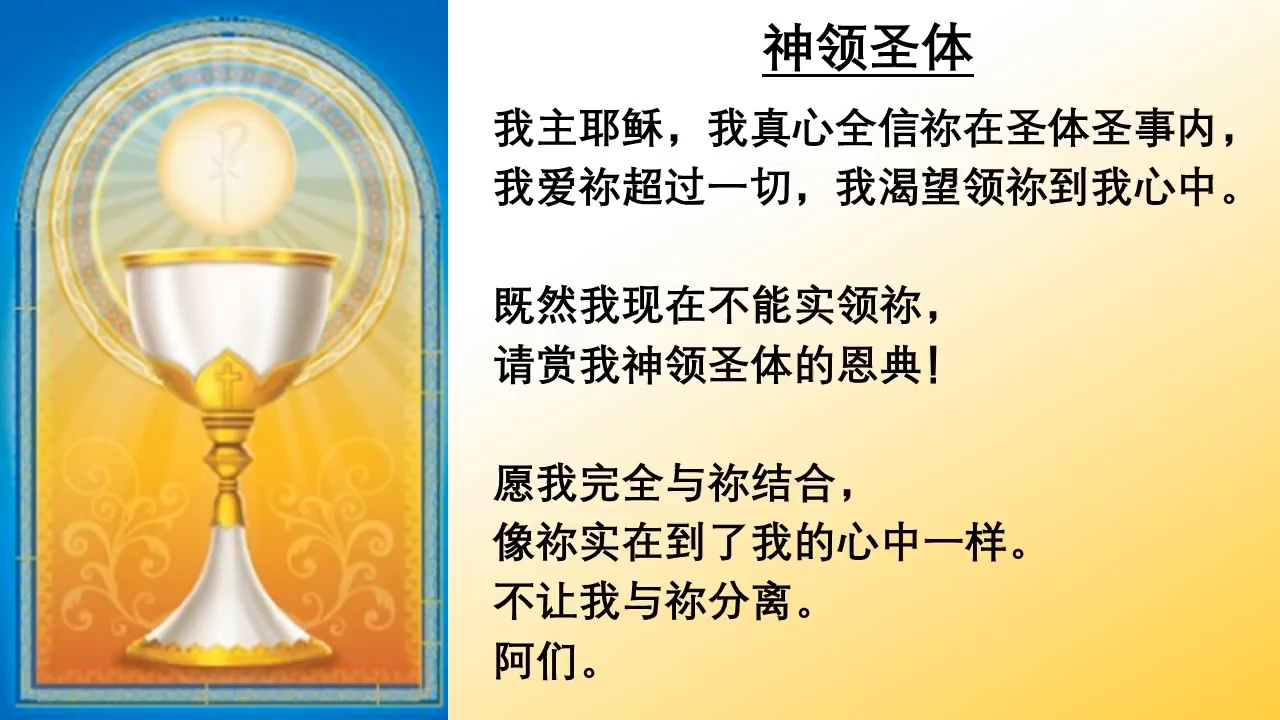 神领圣体
我主耶稣，我真心全信祢在圣体圣事内，
我爱祢超过一切，我渴望领祢到我心中。
既然我现在不能实领祢，
请赏我神领圣体的恩典！
愿我完全与祢结合，
像祢实在到了我的心中一样。
不让我与祢分离。
阿们。